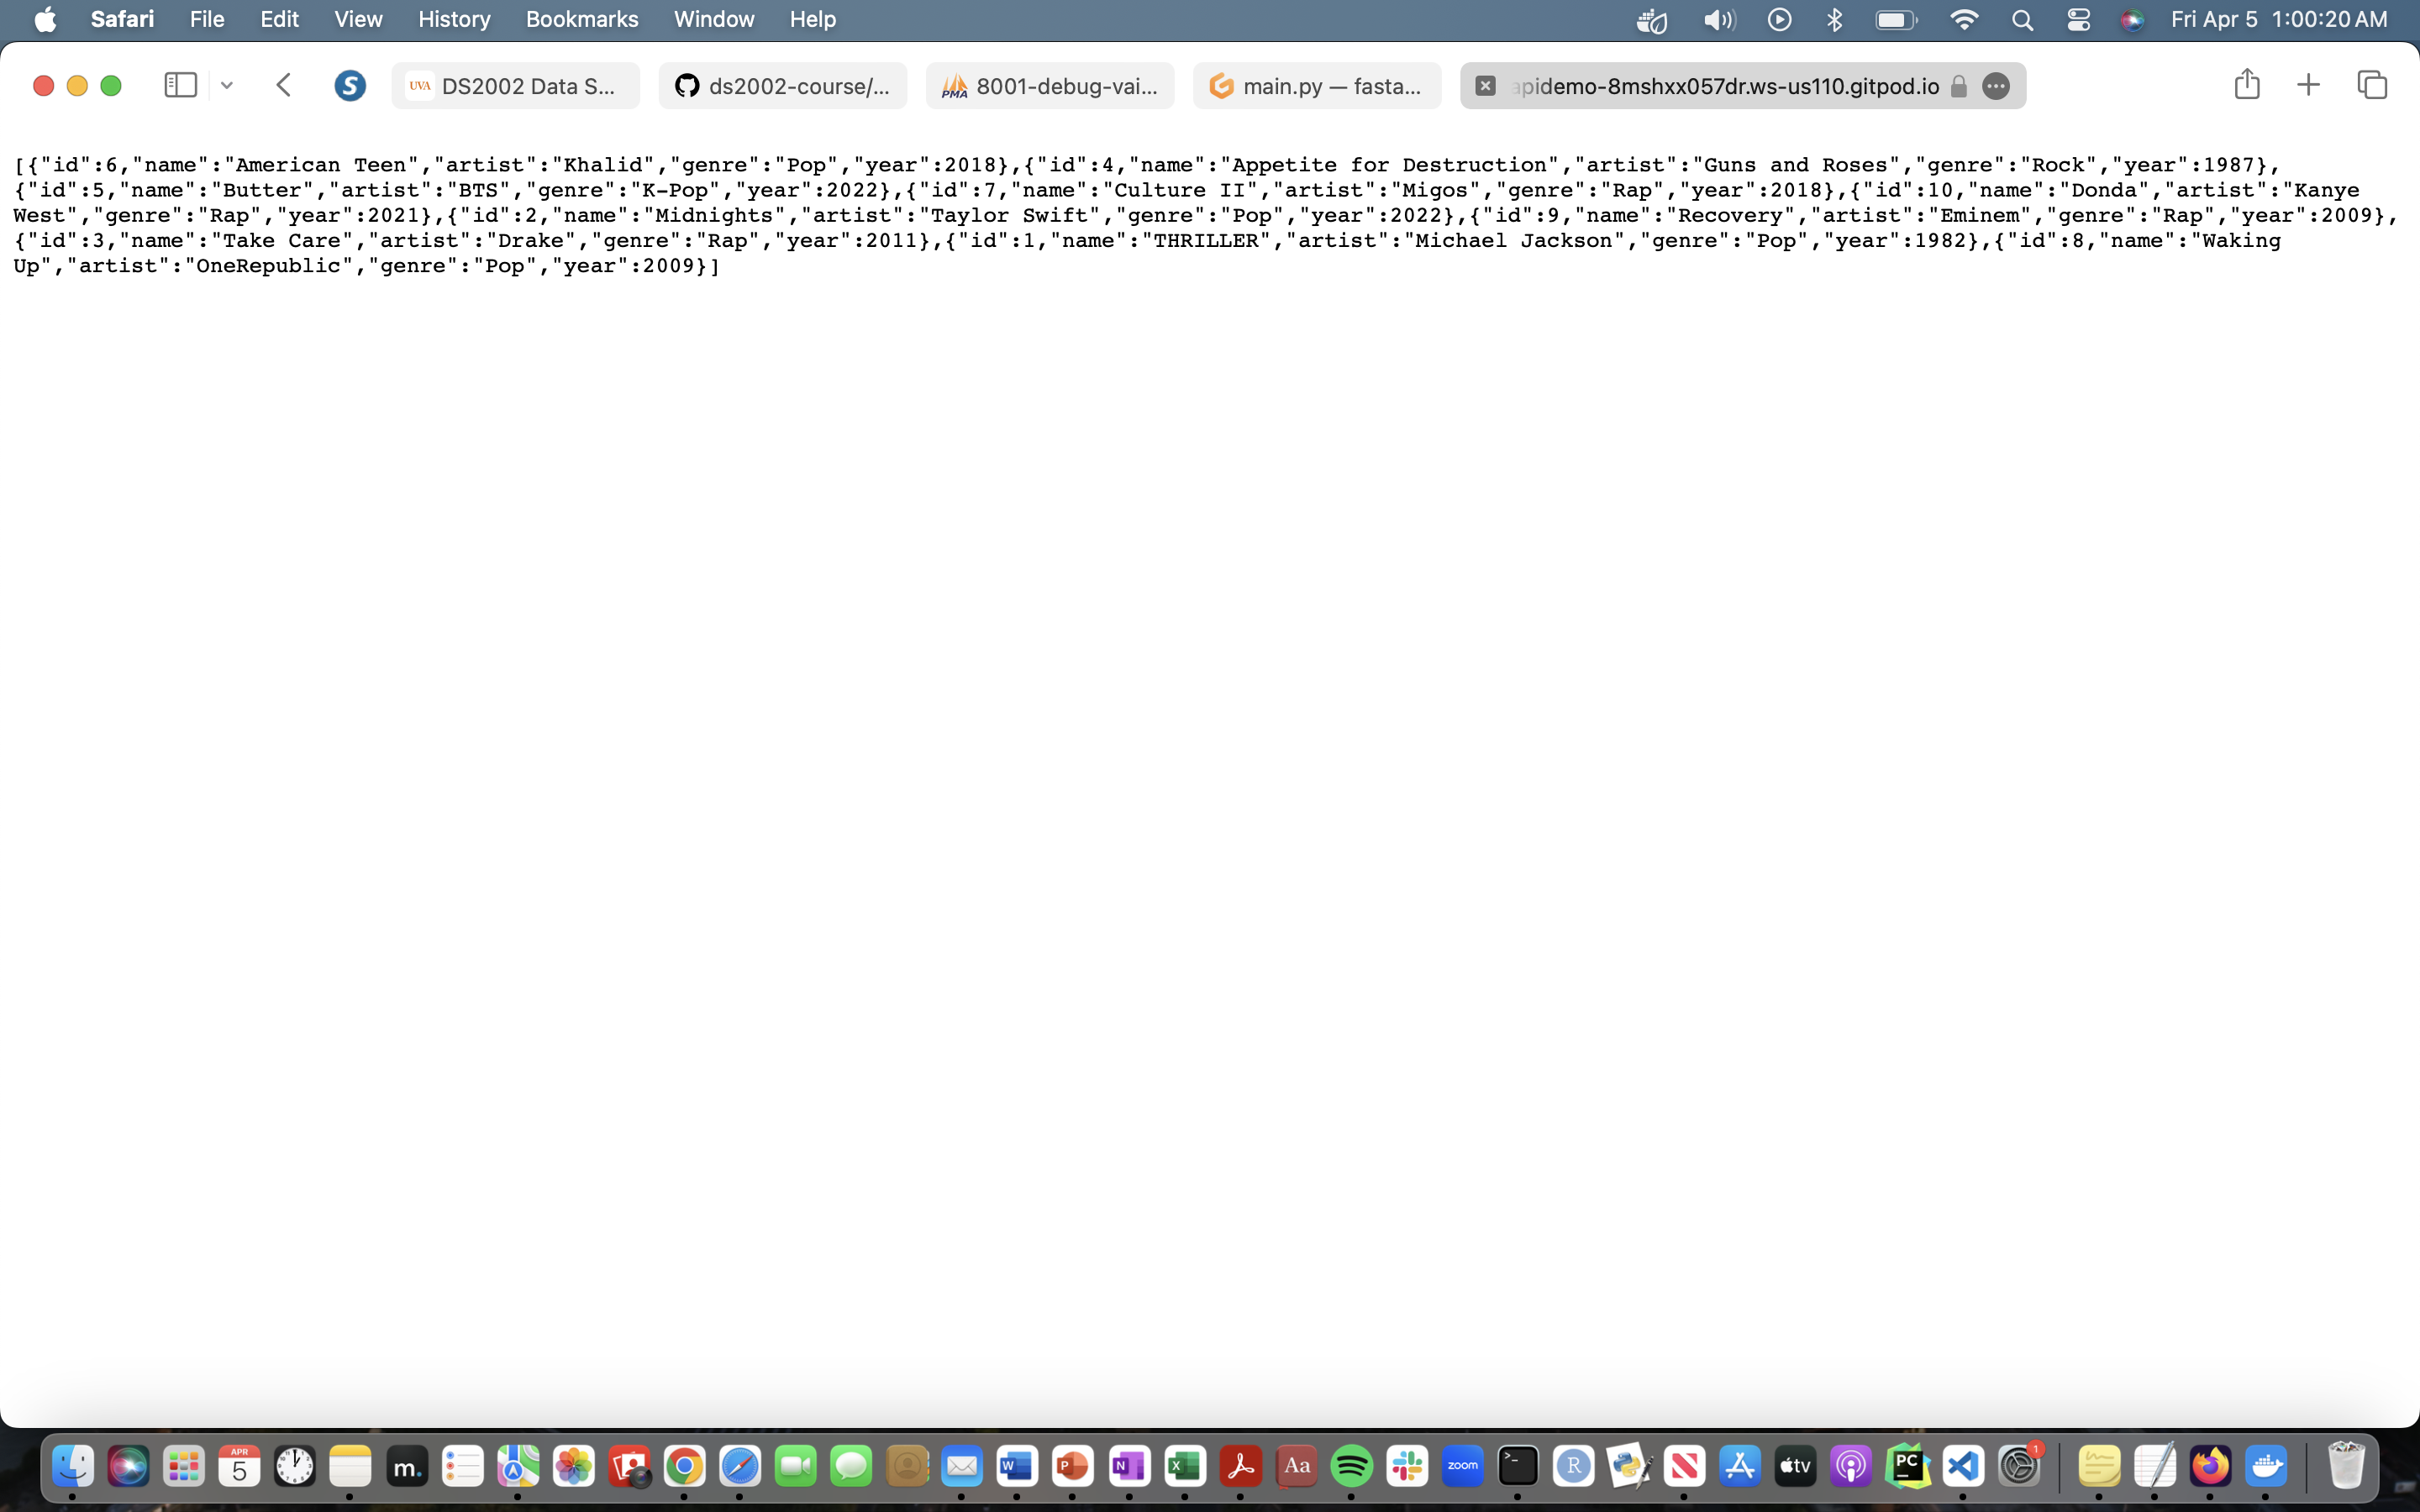 Safari File Edit View History Bookmarks Window Help Fri Apr 5 1:00:20 AM
S UVA DS2002 Data S... ds2002-course/... PMA 8001-debug-vai... main.py — fasta... apidemo-8mshxx057dr.ws-us110.gitpod.io
[{"id":6,"name":"American Teen","artist":"Khalid","genre":"Pop","year":2018},{"id":4,"name":"Appetite for Destruction","artist":"Guns and Roses","genre":"Rock","year":1987},
{"id":5,"name":"Butter","artist":"BTS","genre":"K-Pop","year":2022},{"id":7,"name":"Culture II","artist":"Migos","genre":"Rap","year":2018},{"id":10,"name":"Donda","artist":"Kanye
West","genre":"Rap","year":2021},{"id":2,"name":"Midnights","artist":"Taylor Swift","genre":"Pop","year":2022},{"id":9,"name":"Recovery","artist":"Eminem","genre":"Rap","year":2009},
{"id":3,"name":"Take Care","artist":"Drake","genre":"Rap","year":2011},{"id":1,"name":"THRILLER","artist":"Michael Jackson","genre":"Pop","year":1982},{"id":8,"name":"Waking
Up","artist":"OneRepublic","genre":"Pop","year":2009}]
APR 5 m. W P N X Aa zoom >_ R tv PC 1